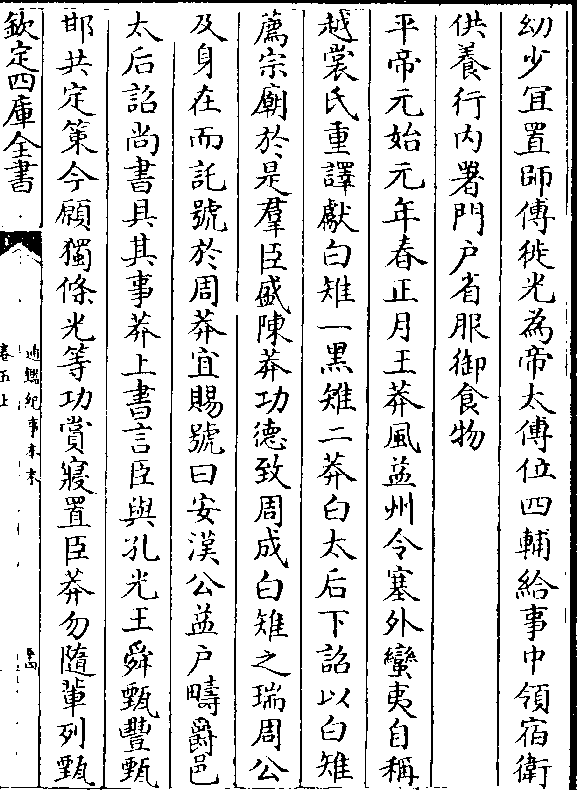 幼少冝置師傅徙光為帝太傅位四輔給事中領宿衛
供養行内署門户省服御食物
平帝元始元年春正月王莽風益州令塞外蠻夷自稱
越裳氏重譯獻白雉一黑雉二莽白太后下詔以白雉
薦宗廟於是羣臣盛陳莽功德致周成白雉之瑞周公
及身在而託號於周莽宜賜號曰安漢公益户疇爵邑
太后詔尚書具其事莽上書言臣與孔光王舜甄豐甄
邯共定策今願獨條光等功賞寢置臣莽勿隨輩列甄
欽定四庫全書
通鑑紀事本末
卷五上